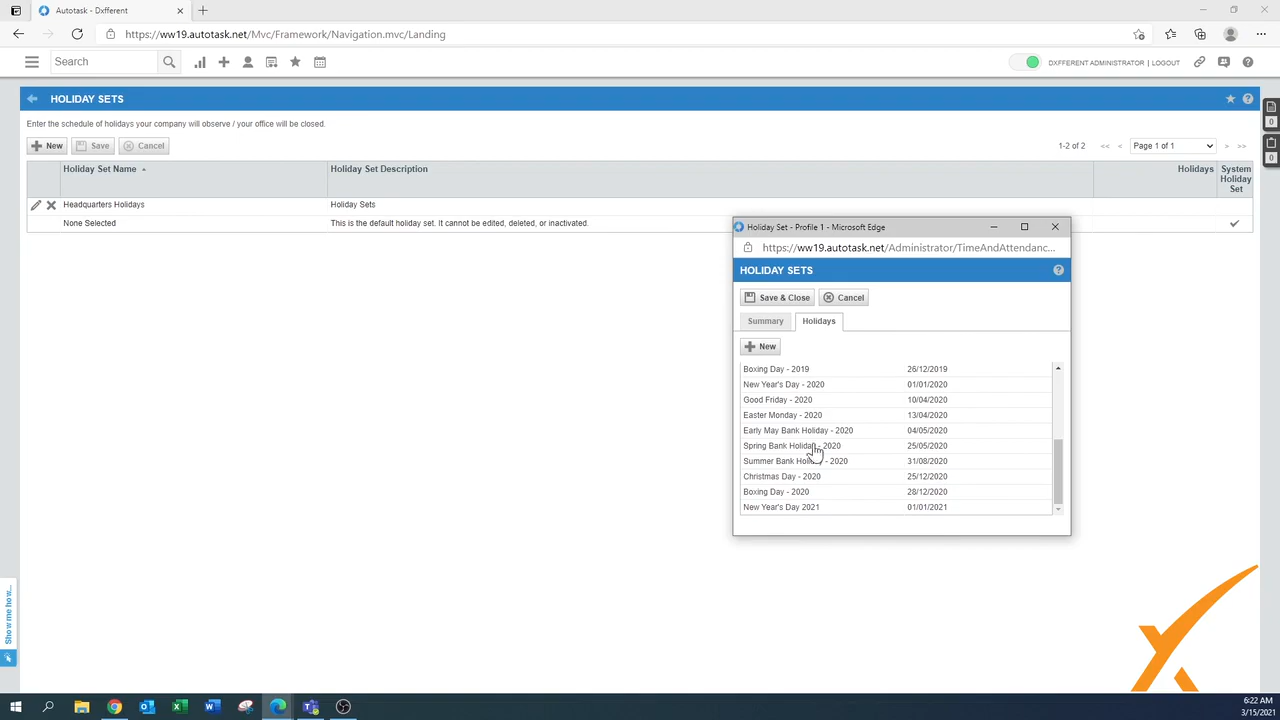 Autotask - Dxfferent
https://ww19.autotask.net/Mvc/Framework/Navigation.mvc/Landing
Search
DXFFERENT ADMINISTRATOR | LOGOUT
HOLIDAY SETS
Enter the schedule of holidays your company will observe / your office will be closed.
New Save Cancel
1-2 of 2 << < Page 1 of 1 > >>
Holiday Set Name Holiday Set Description Holidays System Holiday Set
Headquarters Holidays Holiday Sets
None Selected This is the default holiday set. It cannot be edited, deleted, or inactivated.
0
0
Holiday Set - Profile 1 - Microsoft Edge
https://ww19.autotask.net/Administrator/TimeAndAttendanc...
HOLIDAY SETS
Save & Close Cancel
Summary Holidays
New
Boxing Day - 2019 26/12/2019
New Year's Day - 2020 01/01/2020
Good Friday - 2020 10/04/2020
Easter Monday - 2020 13/04/2020
Early May Bank Holiday - 2020 04/05/2020
Spring Bank Holiday - 2020 25/05/2020
Summer Bank Holiday - 2020 31/08/2020
Christmas Day - 2020 25/12/2020
Boxing Day - 2020 28/12/2020
New Year's Day 2021 01/01/2021
Show me how...
6:22 AM
3/15/2021